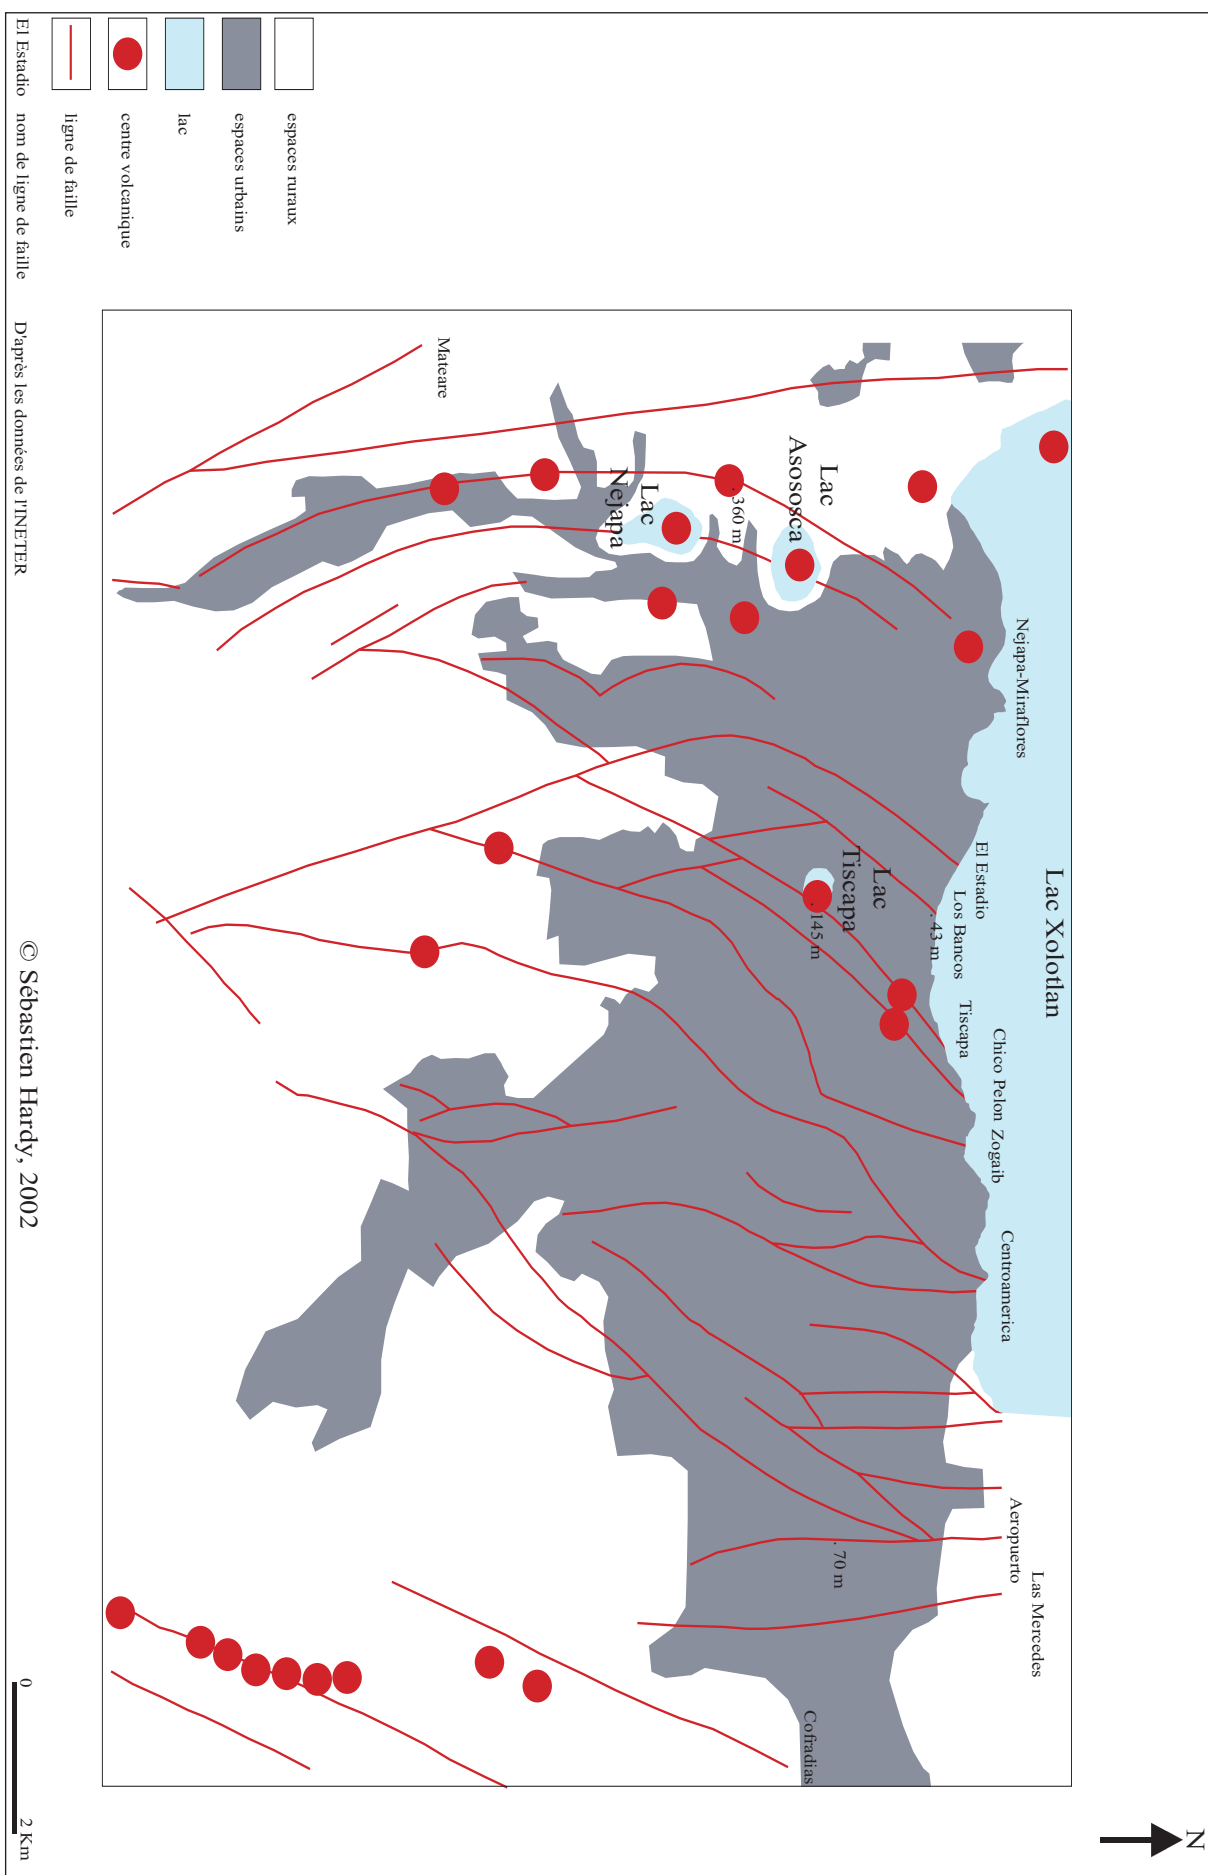 N
Lac Xolotlan
Nejapa-Miraflores
El Estadio
Los Bancos
Tiscapa
Chico Pelon
Zogaib
Centroamerica
Aeropuerto
Las Mercedes
. 43 m
Lac
Asososca
Lac
Tiscapa
. 145 m
. 70 m
Cofradias
. 360 m
Lac
Nejapa
Mateare
espaces ruraux
espaces urbains
lac
centre volcanique
ligne de faille
El Estadio nom de ligne de faille
D'après les données de l'INETER
© Sébastien Hardy, 2002
0
2 Km